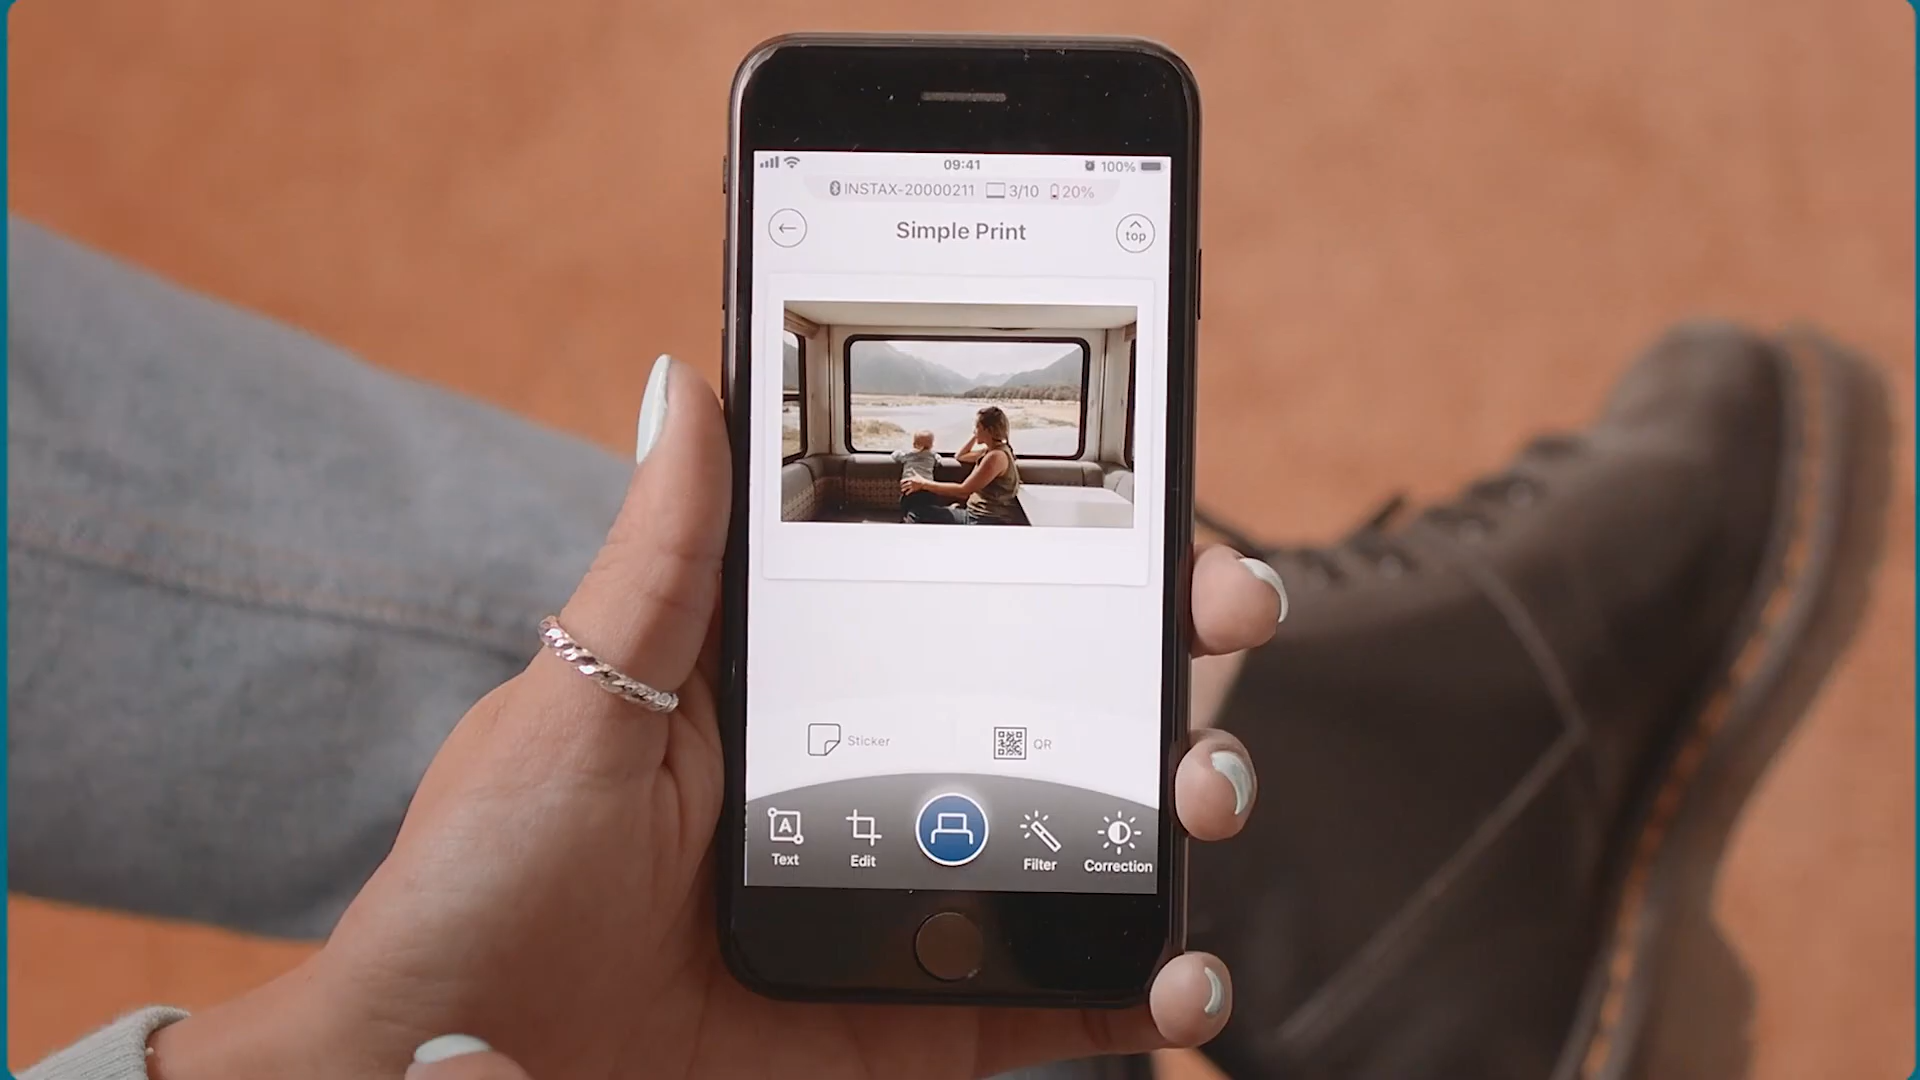 09:41 100%
INSTAX-20000211 3/10 20%
Simple Print
top
Sticker QR
A
Text Edit Filter Correction